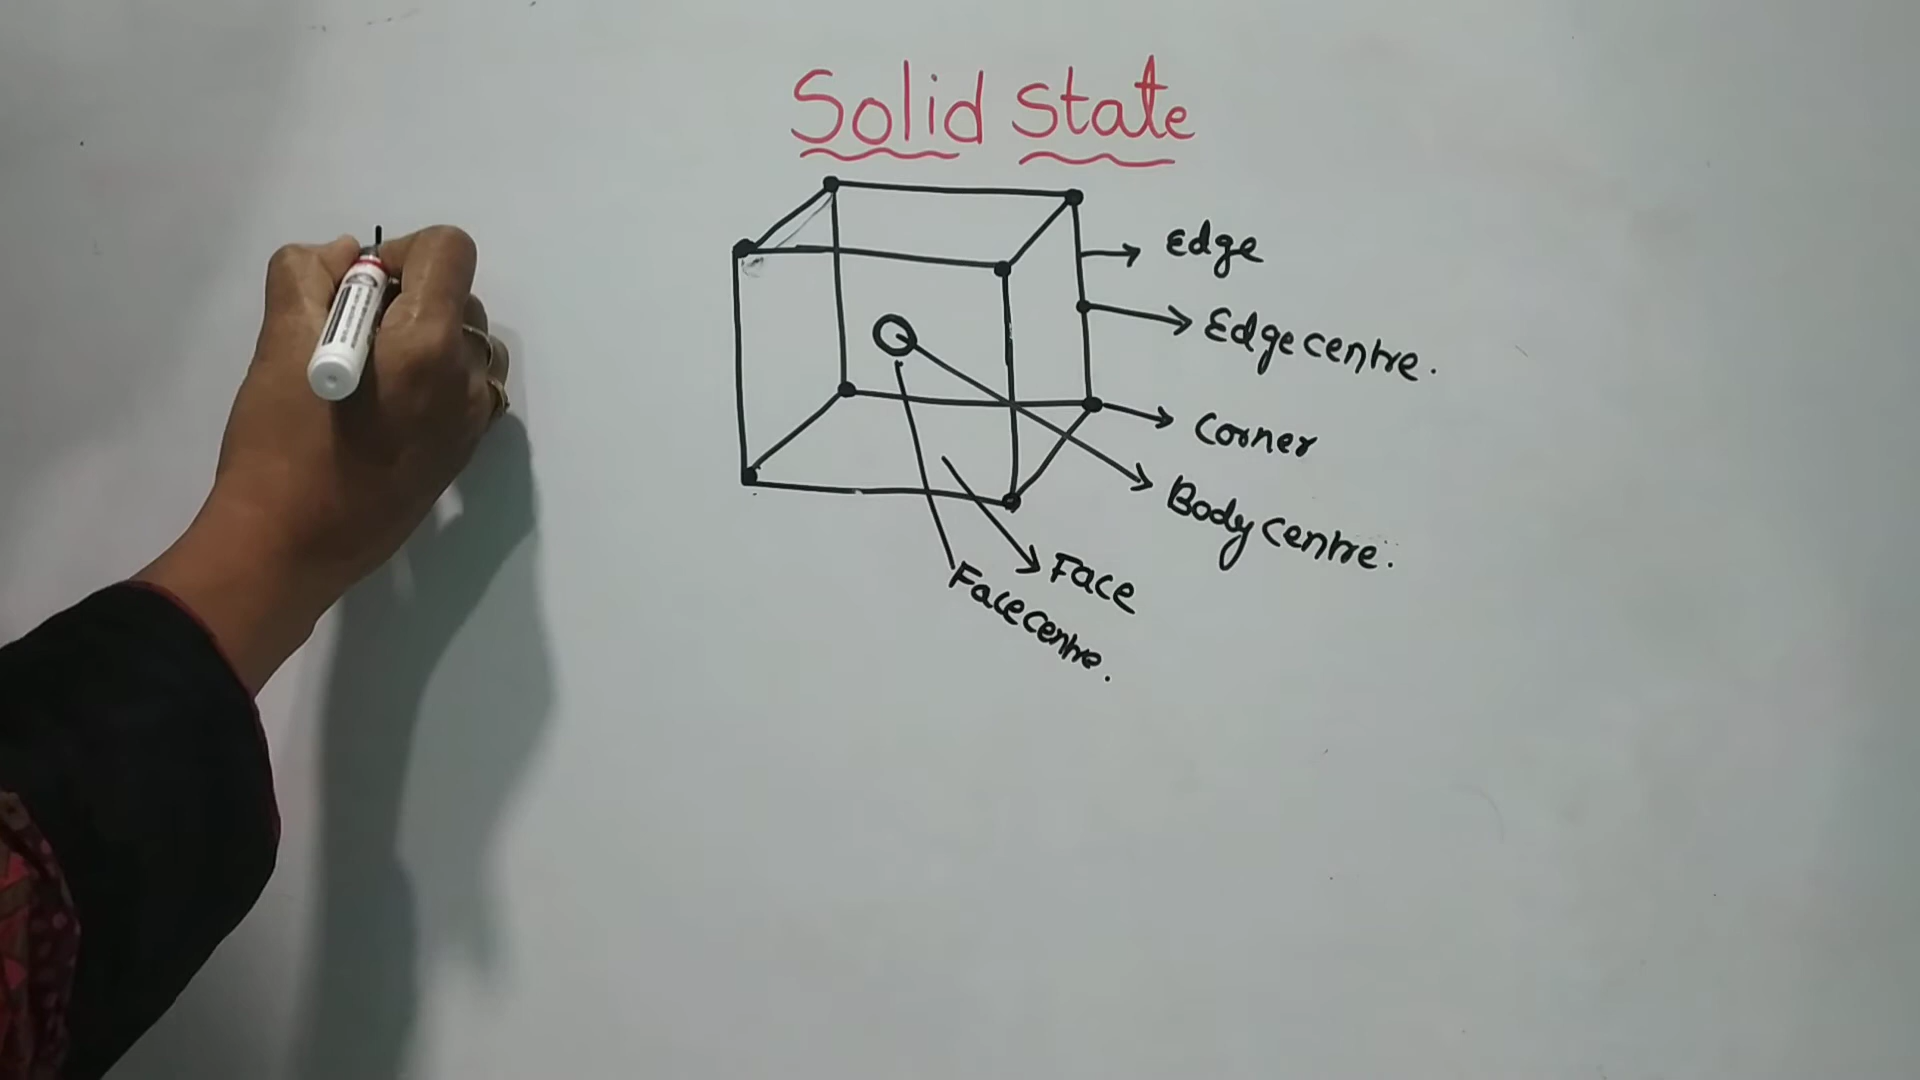 Solid State
Edge
Edge centre.
Corner
Body centre.
Face
Face centre.